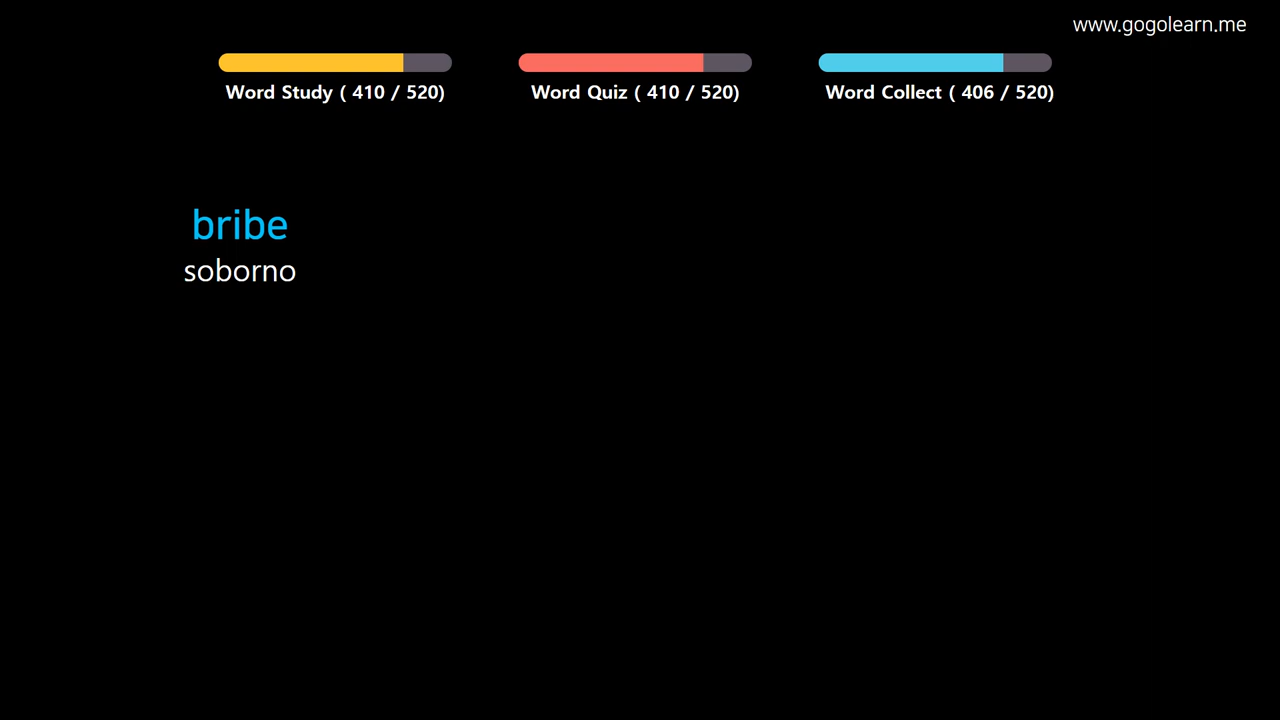 www.gogolearn.me
Word Study ( 410 / 520)
Word Quiz ( 410 / 520)
Word Collect ( 406 / 520)
bribe
soborno